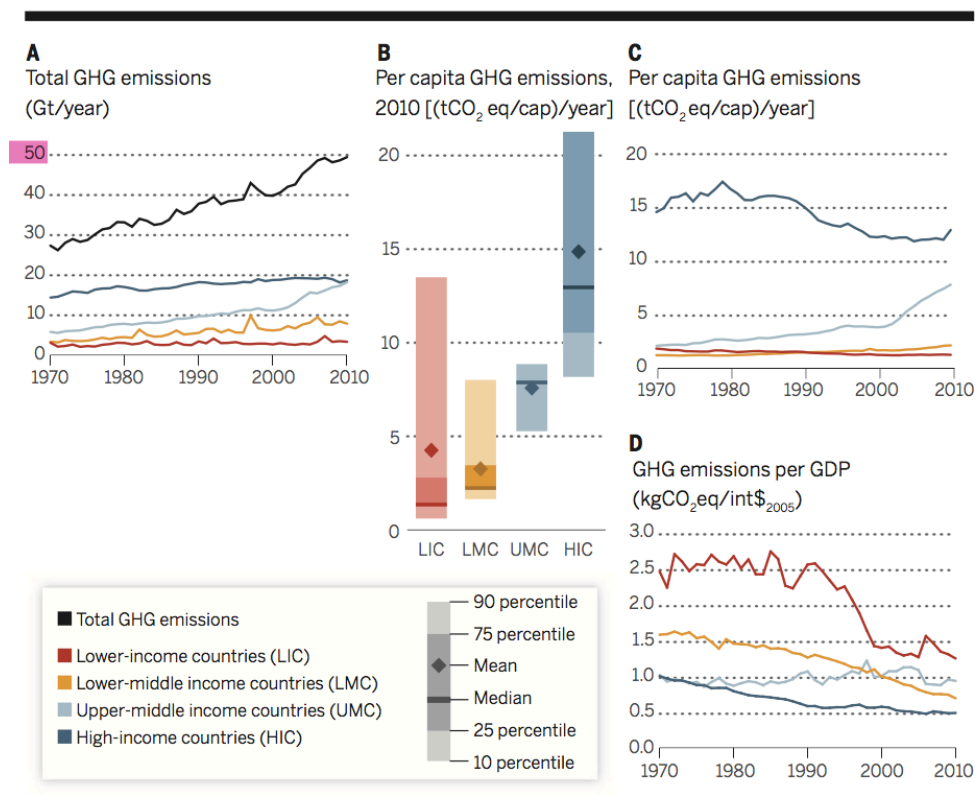 A
Total GHG emissions
(Gt/year)
50
40
30
20
10
0
1970 1980 1990 2000 2010
B
Per capita GHG emissions,
2010 [(tCO₂ eq/cap)/year]
20
15
10
5
0
LIC LMC UMC HIC
C
Per capita GHG emissions
[(tCO₂ eq/cap)/year]
20
15
10
5
0
1970 1980 1990 2000 2010
D
GHG emissions per GDP
(kgCO₂eq/int$₂₀₀₅)
3.0
2.5
2.0
1.5
1.0
0.5
0.0
1970 1980 1990 2000 2010
Total GHG emissions
Lower-income countries (LIC)
Lower-middle income countries (LMC)
Upper-middle income countries (UMC)
High-income countries (HIC)
90 percentile
75 percentile
Mean
Median
25 percentile
10 percentile